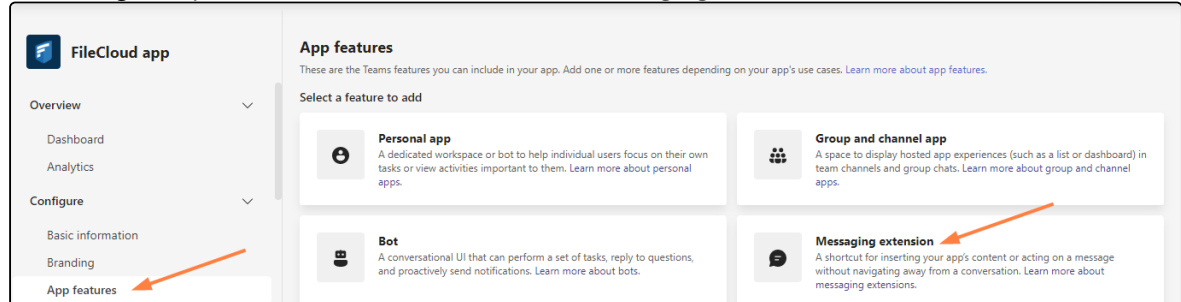 FileCloud app
Overview
Dashboard
Analytics
Configure
Basic information
Branding
App features
App features
These are the Teams features you can include in your app. Add one or more features depending on your app's use cases. Learn more about app features.
Select a feature to add
Personal app
A dedicated workspace or bot to help individual users focus on their own
tasks or view activities important to them. Learn more about personal
apps.
Group and channel app
A space to display hosted app experiences (such as a list or dashboard) in
team channels and group chats. Learn more about group and channel
apps.
Bot
A conversational UI that can perform a set of tasks, reply to questions,
and proactively send notifications. Learn more about bots.
Messaging extension
A shortcut for inserting your app's content or acting on a message
without navigating away from a conversation. Learn more about
messaging extensions.